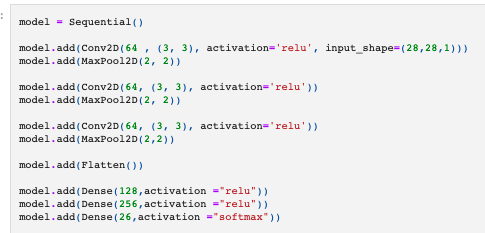 model = Sequential()
model.add(Conv2D(64 , (3, 3), activation='relu', input_shape=(28,28,1)))
model.add(MaxPool2D(2, 2))
model.add(Conv2D(64, (3, 3), activation='relu'))
model.add(MaxPool2D(2, 2))
model.add(Conv2D(64, (3, 3), activation='relu'))
model.add(MaxPool2D(2,2))
model.add(Flatten())
model.add(Dense(128,activation ="relu"))
model.add(Dense(256,activation ="relu"))
model.add(Dense(26,activation ="softmax"))